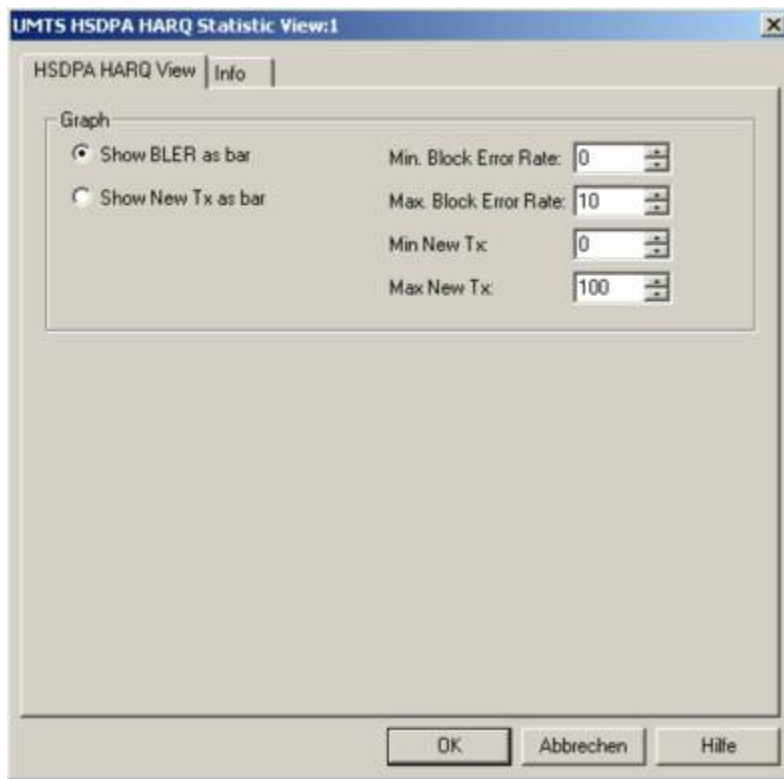 UMTS HSDPA HARQ Statistic View:1
HSDPA HARQ View Info
Graph
Show BLER as bar Min. Block Error Rate: 0
Show New Tx as bar Max. Block Error Rate: 10
Min New Tx: 0
Max New Tx: 100
OK Abbrechen Hilfe